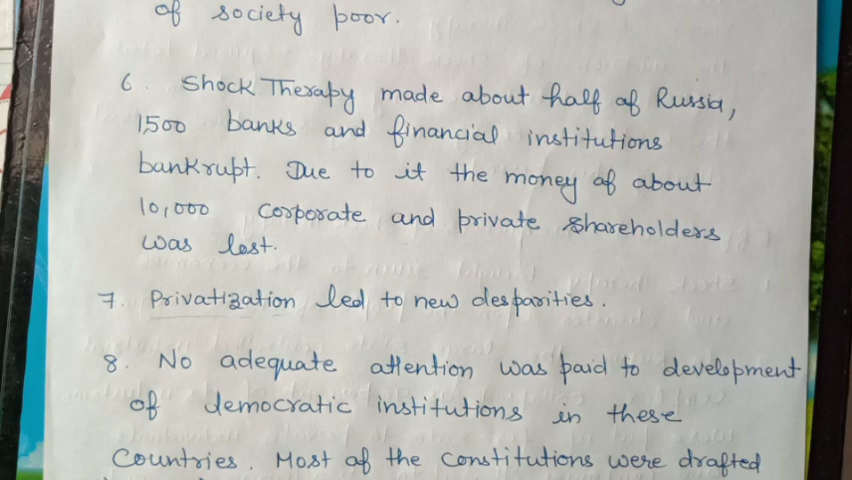 of society poor.
6. Shock Therapy made about half of Russia,
1500 banks and financial institutions
bankrupt. Due to it the money of about
10,000 corporate and private shareholders
was lost.
7. Privatization led to new desparities.
8. No adequate attention was paid to development
of democratic institutions in these
Countries. Most of the constitutions were drafted